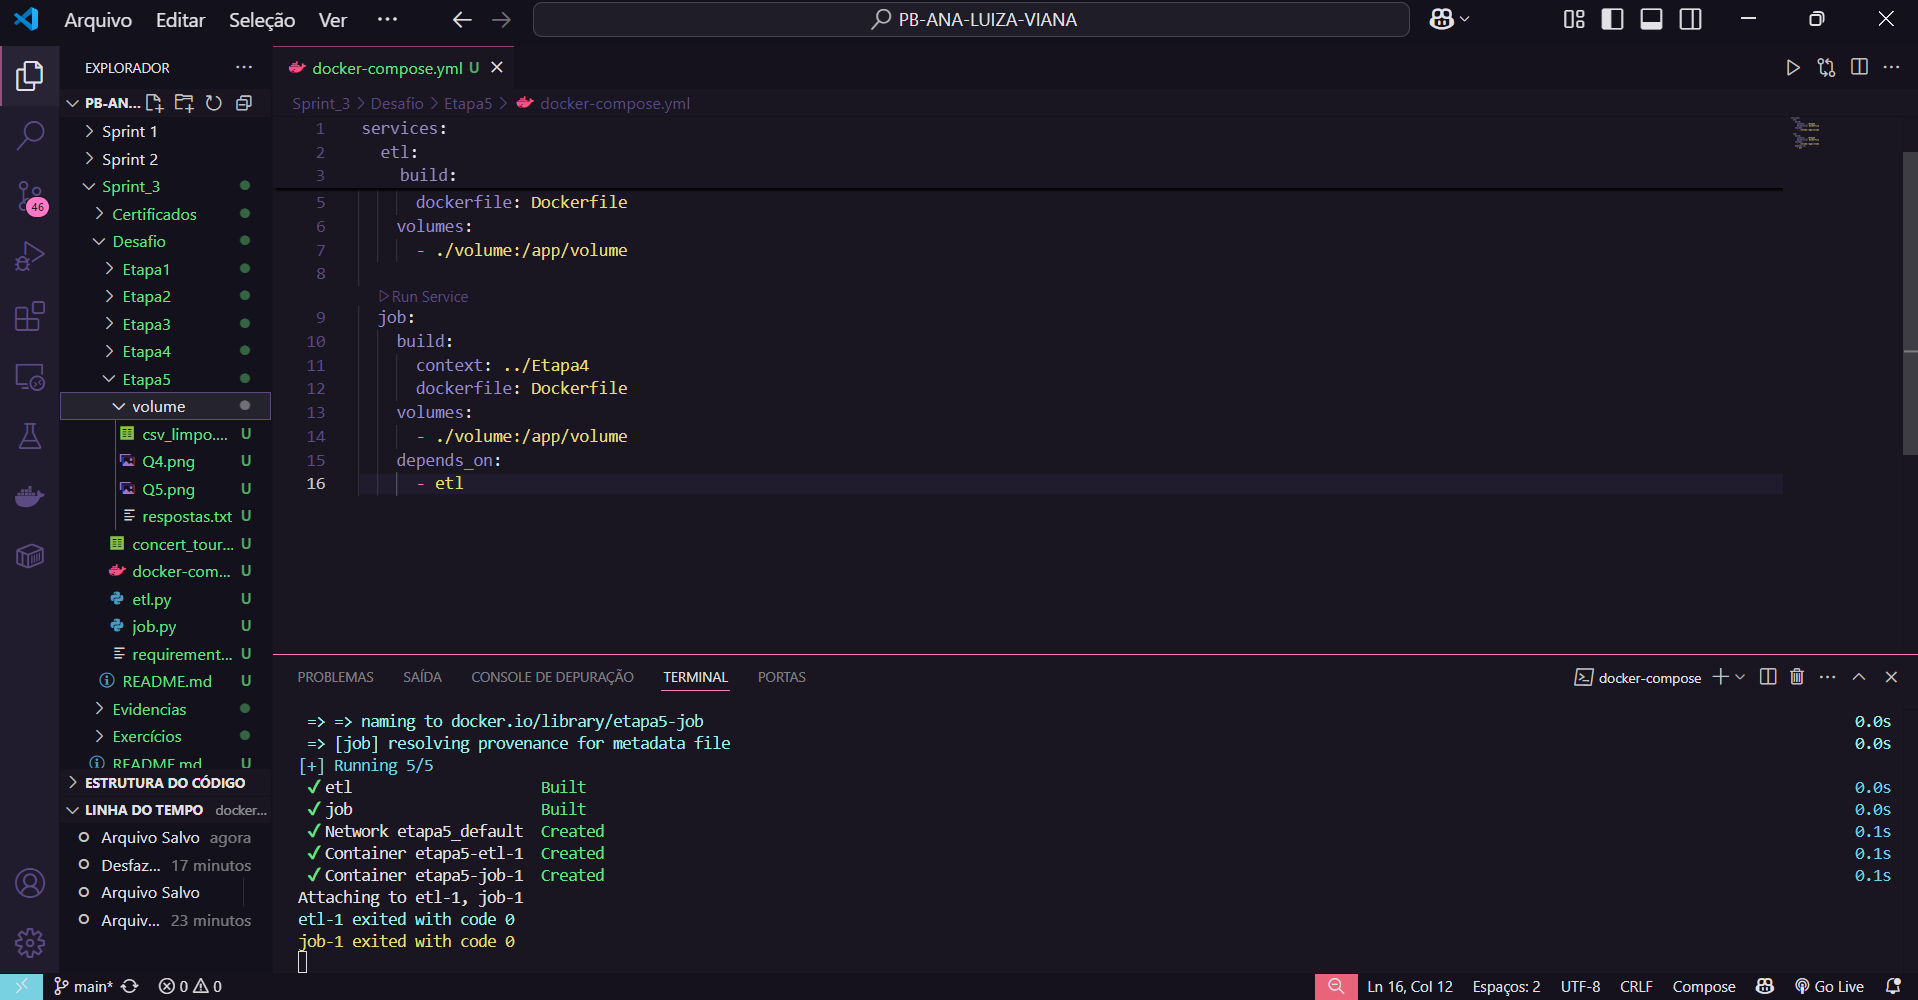 Arquivo Editar Seleção Ver ···
PB-ANA-LUIZA-VIANA
EXPLORADOR
PB-AN...
Sprint 1
Sprint 2
Sprint_3
Certificados
Desafio
Etapa1
Etapa2
Etapa3
Etapa4
Etapa5
volume
csv_limpo.... U
Q4.png U
Q5.png U
respostas.txt U
concert_tour... U
docker-com... U
etl.py U
job.py U
requirement... U
README.md U
Evidencias
Exercícios
README.md U
ESTRUTURA DO CÓDIGO
LINHA DO TEMPO docker...
Arquivo Salvo agora
Desfaz... 17 minutos
Arquivo Salvo
Arquiv... 23 minutos
46
docker-compose.yml U
Sprint_3 > Desafio > Etapa5 > docker-compose.yml
1 services:
2 etl:
3 build:
5 dockerfile: Dockerfile
6 volumes:
7 - ./volume:/app/volume
8
Run Service
9 job:
10 build:
11 context: ../Etapa4
12 dockerfile: Dockerfile
13 volumes:
14 - ./volume:/app/volume
15 depends_on:
16 - etl
PROBLEMAS SAÍDA CONSOLE DE DEPURAÇÃO TERMINAL PORTAS
docker-compose
=> => naming to docker.io/library/etapa5-job 0.0s
=> [job] resolving provenance for metadata file 0.0s
[+] Running 5/5
✓ etl Built 0.0s
✓ job Built 0.0s
✓ Network etapa5_default Created 0.1s
✓ Container etapa5-etl-1 Created 0.1s
✓ Container etapa5-job-1 Created 0.1s
Attaching to etl-1, job-1
etl-1 exited with code 0
job-1 exited with code 0
main* 0 0
Ln 16, Col 12 Espaços: 2 UTF-8 CRLF Compose Go Live